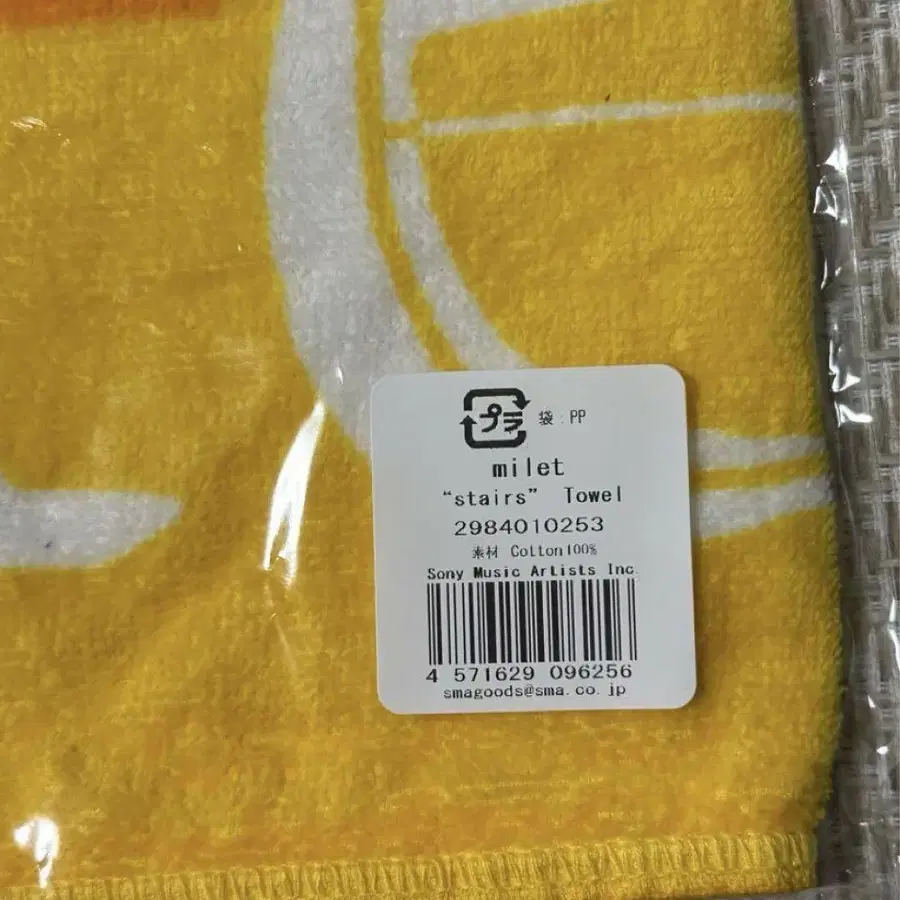 プラ 袋:PP
milet
“stairs” Towel
2984010253
素材 Cotton100%
Sony Music Artists Inc.
4 571629 096256
smagoods@sma.co.jp